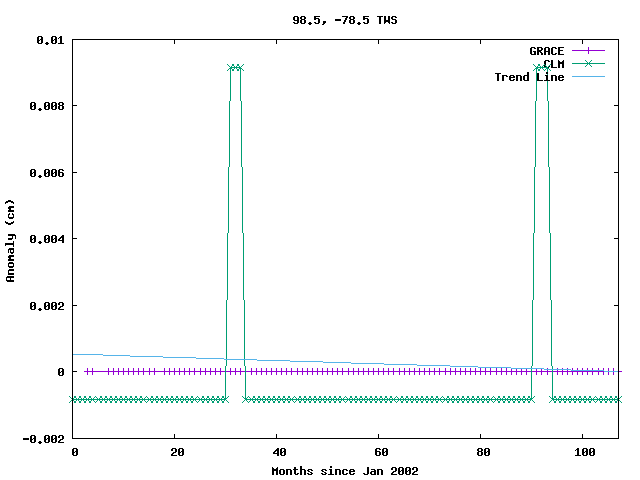 98.5, -78.5 TWS
0.01
0.008
0.006
0.004
0.002
0
-0.002
Anomaly (cm)
GRACE
CLM
Trend Line
0 20 40 60 80 100
Months since Jan 2002